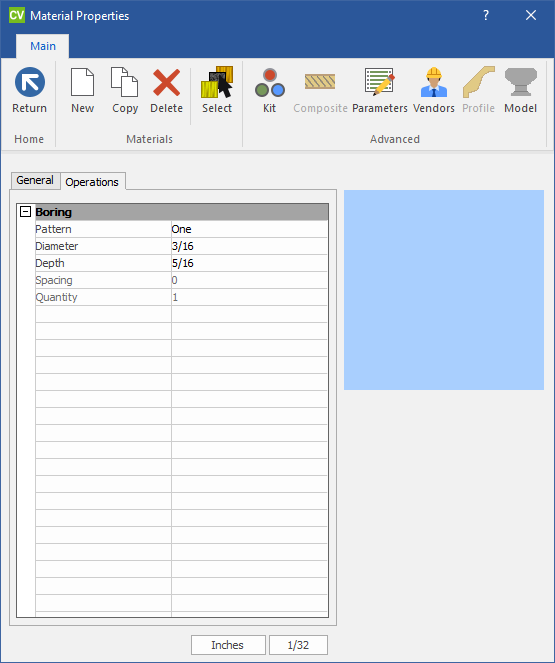 CV Material Properties ?
Main
Return New Copy Delete Select Kit Composite Parameters Vendors Profile Model
Home Materials Advanced
General Operations
Boring
Pattern One
Diameter 3/16
Depth 5/16
Spacing 0
Quantity 1
Inches 1/32